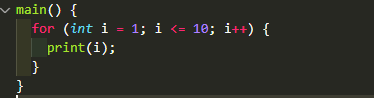 main() {
for (int i = 1; i <= 10; i++) {
print(i);
}
}